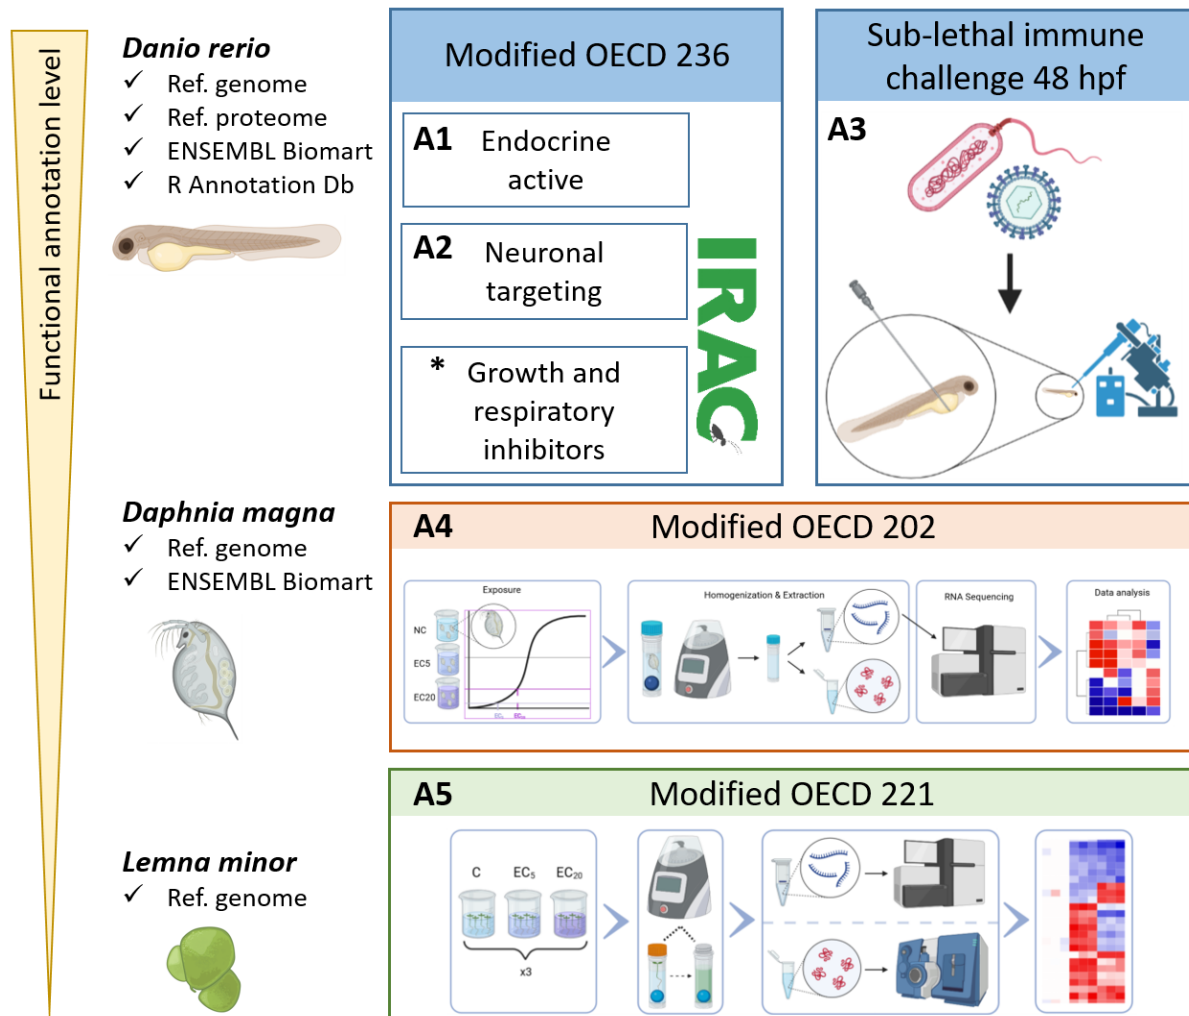 Functional annotation level
Danio rerio
✓ Ref. genome
✓ Ref. proteome
✓ ENSEMBL Biomart
✓ R Annotation Db
Modified OECD 236
A1 Endocrine
active
A2 Neuronal
targeting
* Growth and
respiratory
inhibitors
IRAC
Sub-lethal immune
challenge 48 hpf
A3
Daphnia magna
✓ Ref. genome
✓ ENSEMBL Biomart
A4 Modified OECD 202
Exposure
NC
EC5
EC20
Homogenization & Extraction
RNA Sequencing
Data analysis
Lemna minor
✓ Ref. genome
A5 Modified OECD 221
C EC₅ EC₂₀
x3